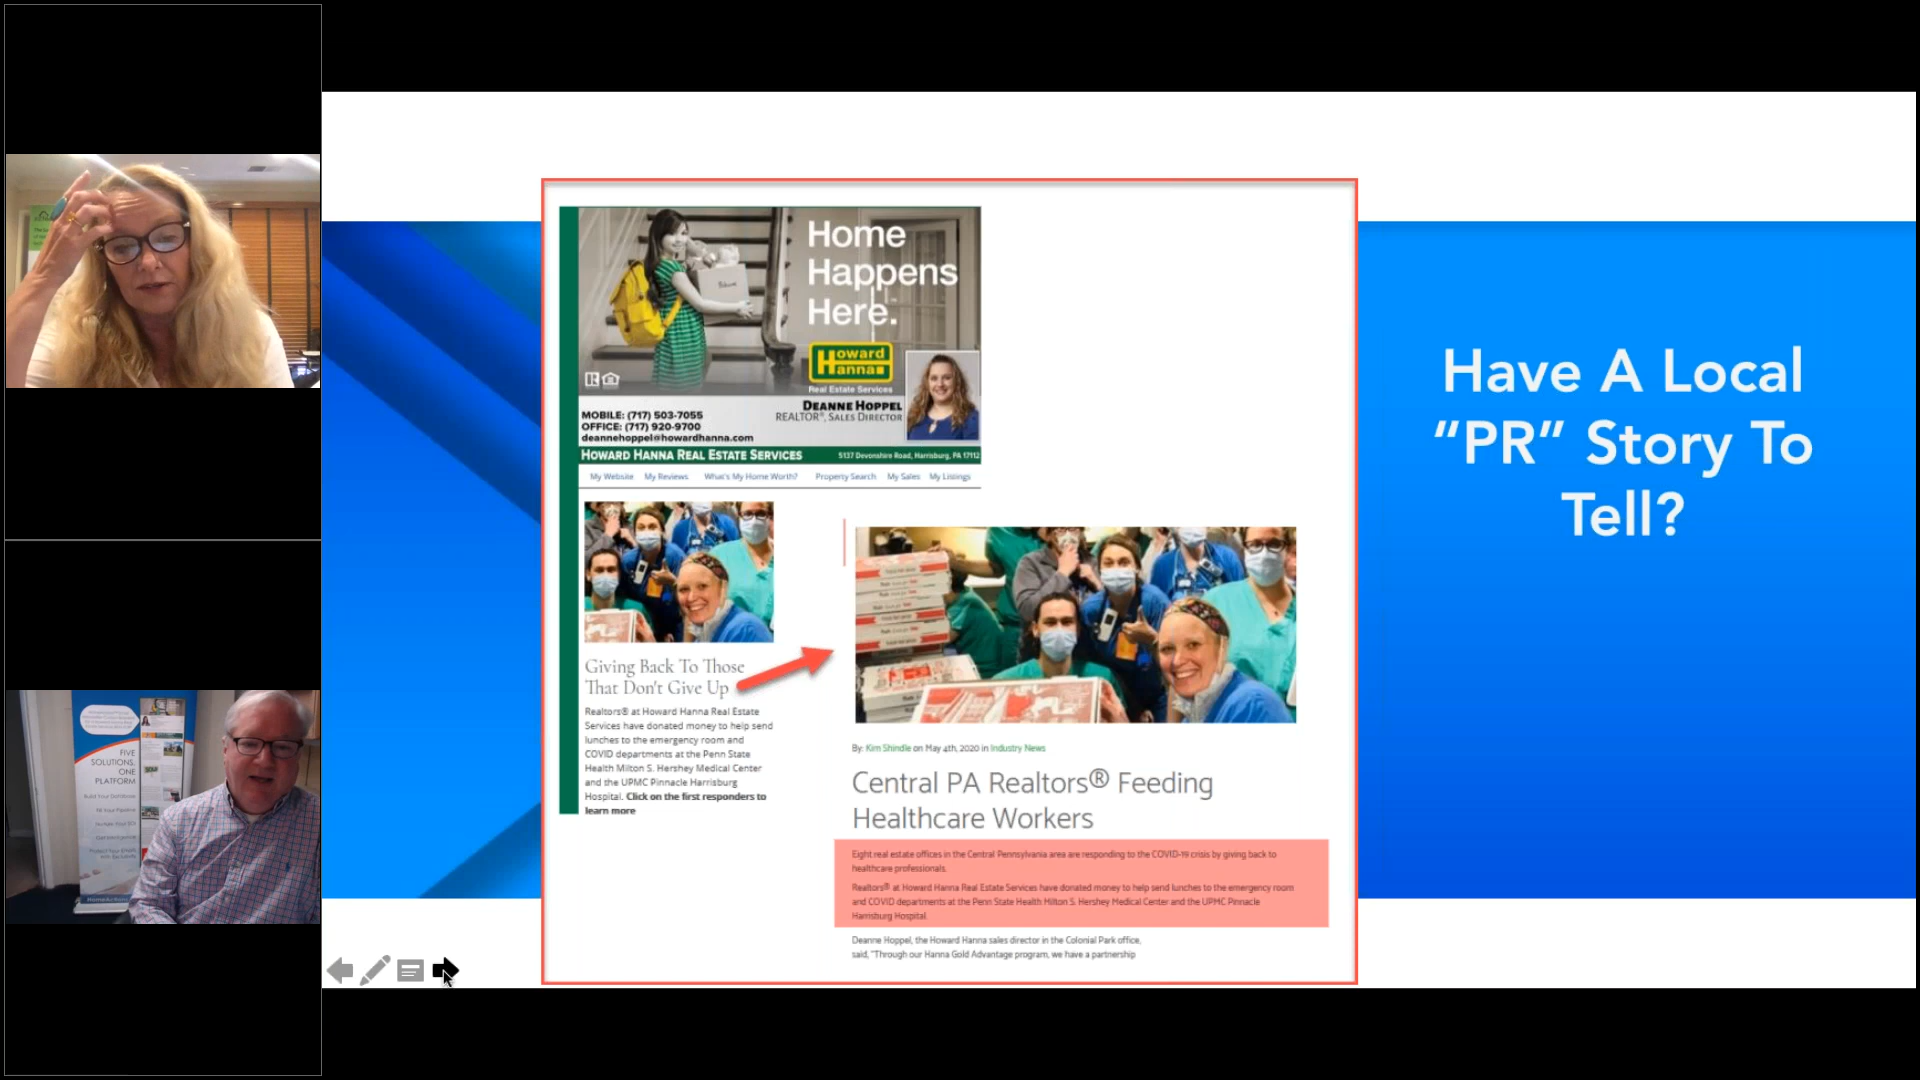 FIVE
SOLUTIONS,
ONE
PLATFORM
Build Your Database
HomeActions
Home
Happens
Here.
Howard
Hanna
Real Estate Services
DEANNE HOPPEL
REALTOR®, SALES DIRECTOR
MOBILE: (717) 503-7055
OFFICE: (717) 920-9700
deannehoppel@howardhanna.com
HOWARD HANNA REAL ESTATE SERVICES
5137 Devonshire Road, Harrisburg, PA 17112
My Website My Reviews What's My Home Worth? Property Search My Sales My Listings
Giving Back To Those
That Don't Give Up
Realtors® at Howard Hanna Real Estate
Services have donated money to help send
lunches to the emergency room and
COVID departments at the Penn State
Health Milton S. Hershey Medical Center
and the UPMC Pinnacle Harrisburg
Hospital. Click on the first responders to
learn more
By: Kim Shindle on May 4th, 2020 in Industry News
Central PA Realtors® Feeding
Healthcare Workers
Eight real estate offices in the Central Pennsylvania area are responding to the COVID-19 crisis by giving back to
healthcare professionals.
Realtors® at Howard Hanna Real Estate Services have donated money to help send lunches to the emergency room
and COVID departments at the Penn State Health Milton S. Hershey Medical Center and the UPMC Pinnacle
Harrisburg Hospital.
Deanne Hoppel, the Howard Hanna sales director in the Colonial Park office,
said, "Through our Hanna Gold Advantage program, we have a partnership
Have A Local
“PR” Story To
Tell?